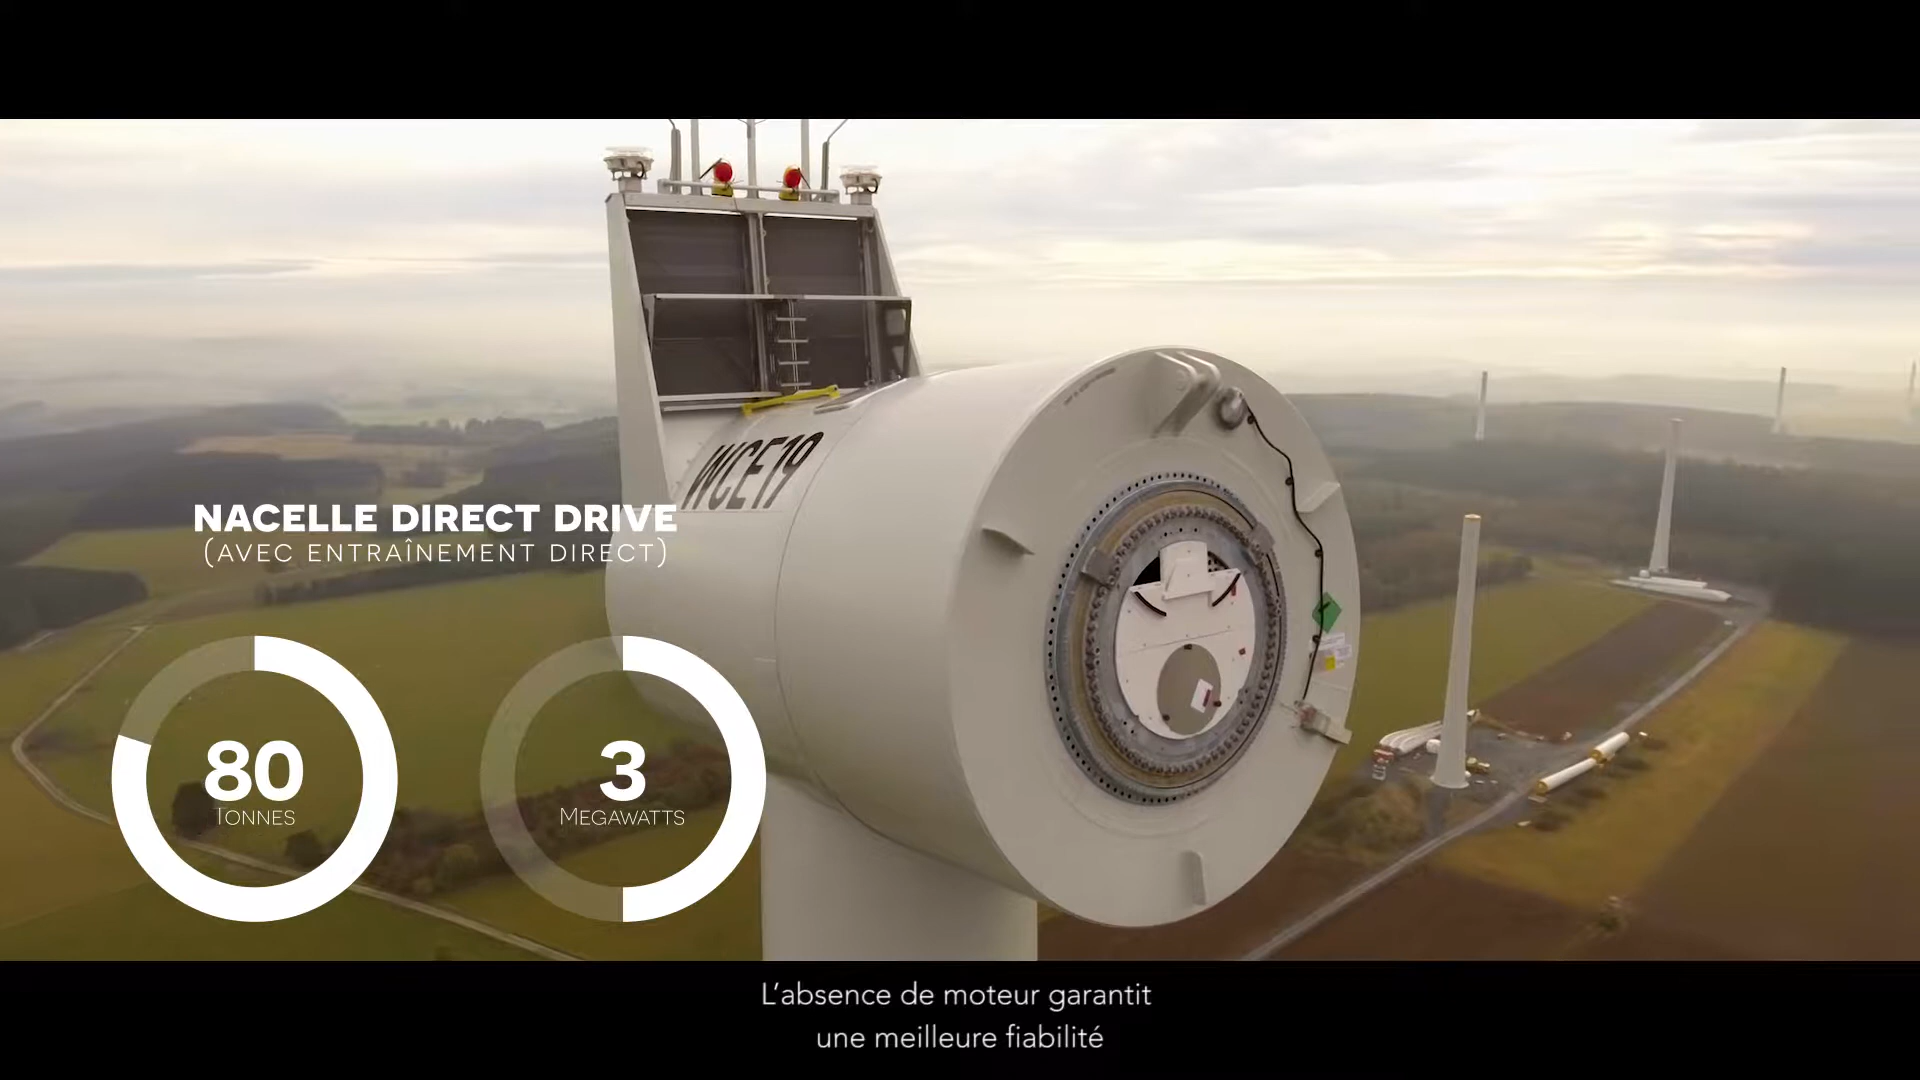 WCE19
NACELLE DIRECT DRIVE
(AVEC ENTRAÎNEMENT DIRECT)
80
TONNES
3
MEGAWATTS
L'absence de moteur garantit
une meilleure fiabilité